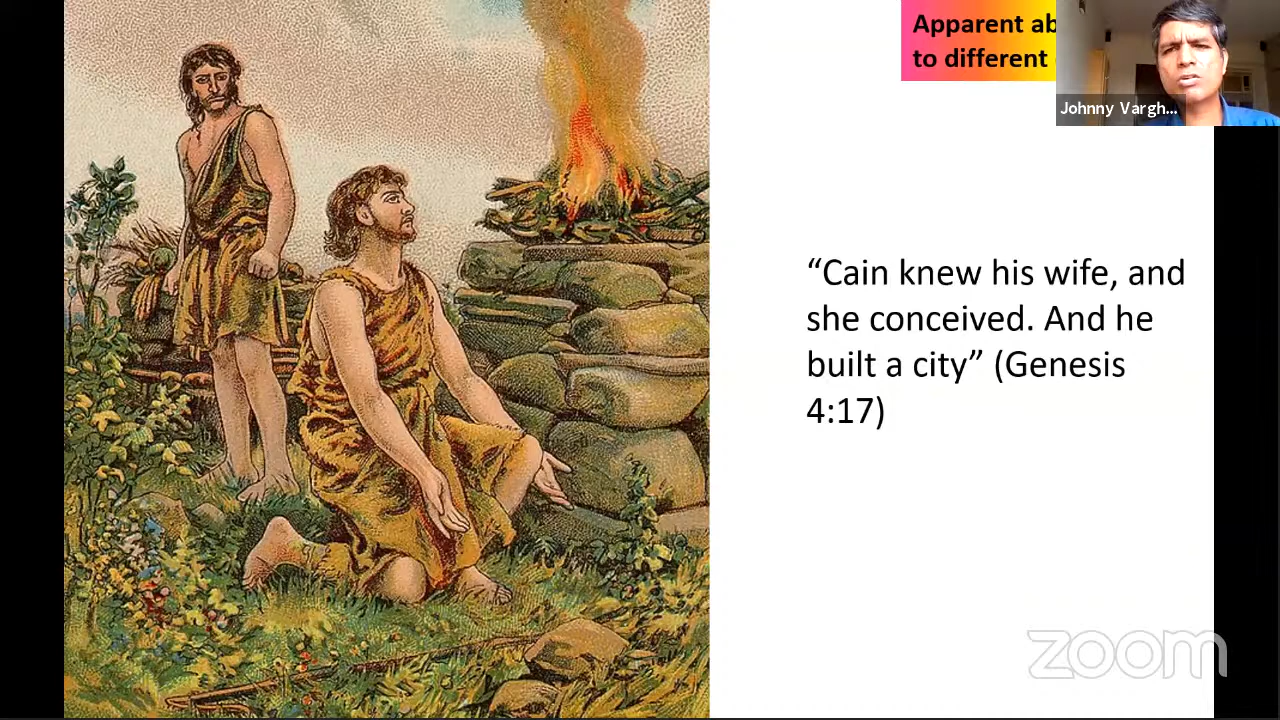 Apparent
to different
Johnny Vargh...
“Cain knew his wife, and
she conceived. And he
built a city” (Genesis
4:17)
zoom